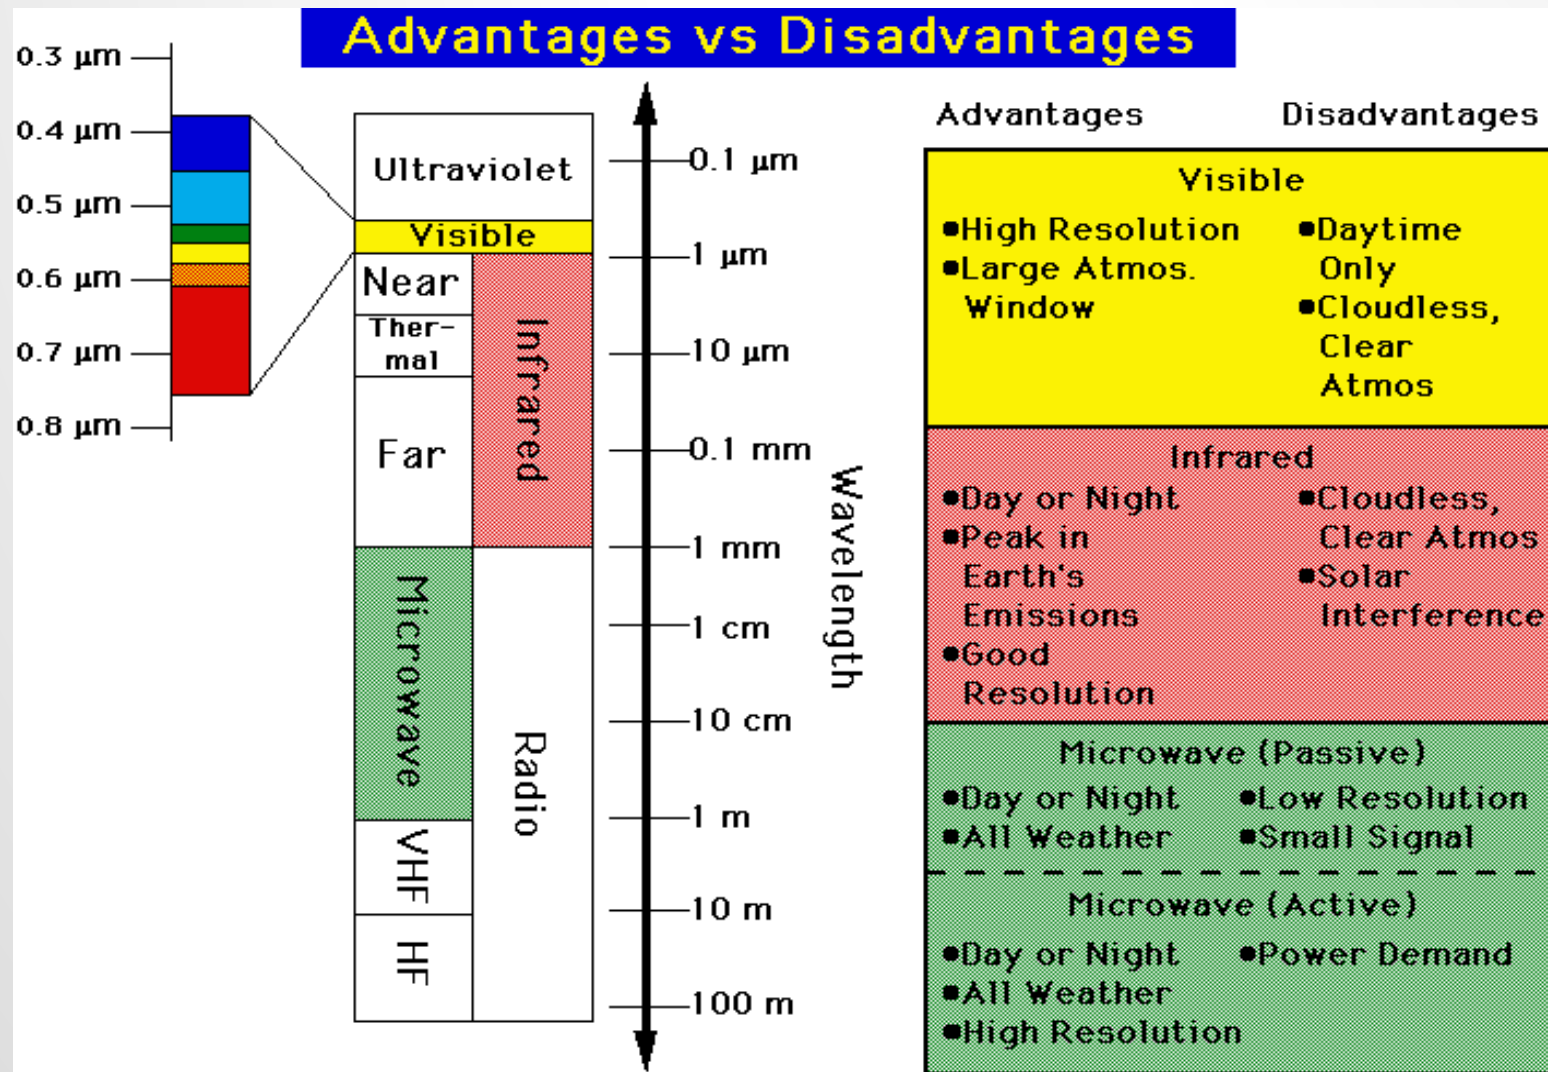 Advantages vs Disadvantages
0.3 µm
0.4 µm
0.5 µm
0.6 µm
0.7 µm
0.8 µm
Ultraviolet
Visible
Near
Ther-
mal
Far
Infrared
Microwave
VHF
HF
Radio
0.1 µm
1 µm
10 µm
0.1 mm
1 mm
1 cm
10 cm
1 m
10 m
100 m
Wavelength
Advantages Disadvantages
Visible
•High Resolution •Daytime
•Large Atmos. Only
Window •Cloudless,
Clear
Atmos
Infrared
•Day or Night •Cloudless,
•Peak in Clear Atmos
Earth's •Solar
Emissions Interference
•Good
Resolution
Microwave (Passive)
•Day or Night •Low Resolution
•All Weather •Small Signal
Microwave (Active)
•Day or Night •Power Demand
•All Weather
•High Resolution